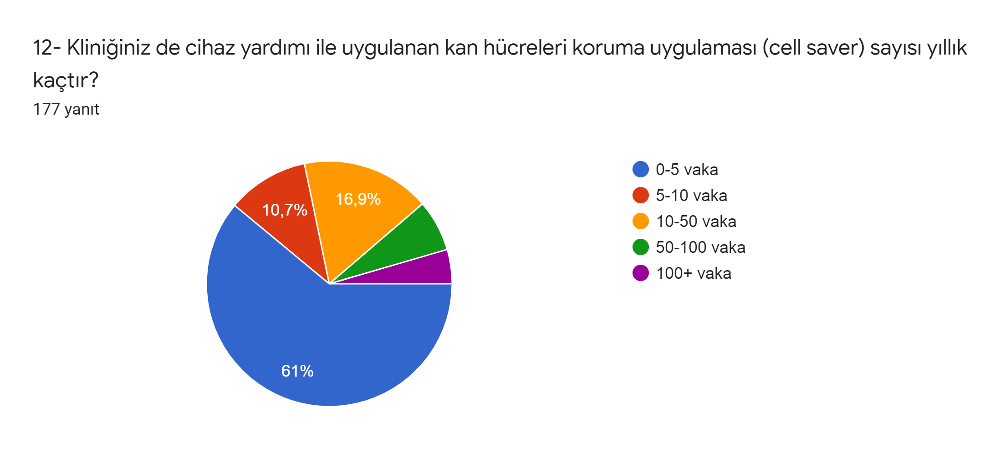 12- Kliniğiniz de cihaz yardımı ile uygulanan kan hücreleri koruma uygulaması (cell saver) sayısı yıllık
kaçtır?
177 yanıt
0-5 vaka
5-10 vaka
10-50 vaka
50-100 vaka
100+ vaka
16,9%
10,7%
61%